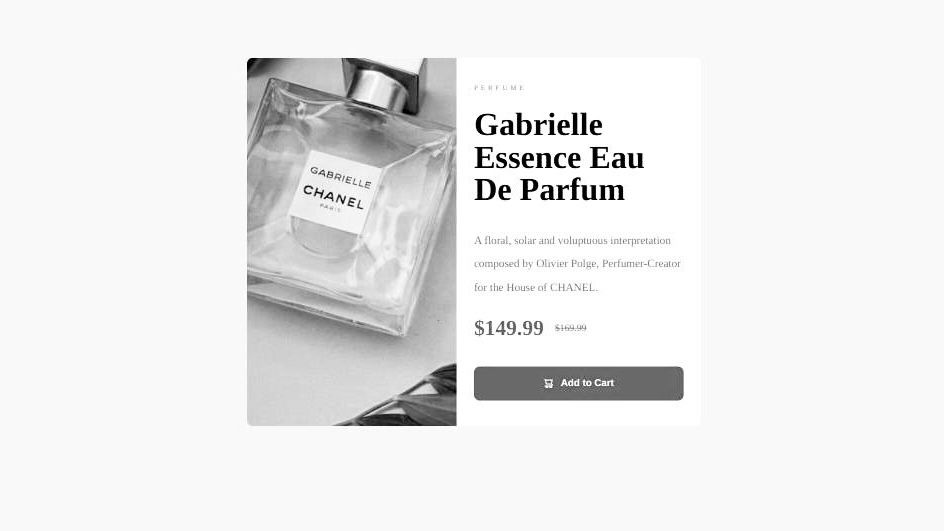 GABRIELLE
CHANEL
PARIS
PERFUME
Gabrielle
Essence Eau
De Parfum
A floral, solar and voluptuous interpretation
composed by Olivier Polge, Perfumer-Creator
for the House of CHANEL.
$149.99 $169.99
Add to Cart